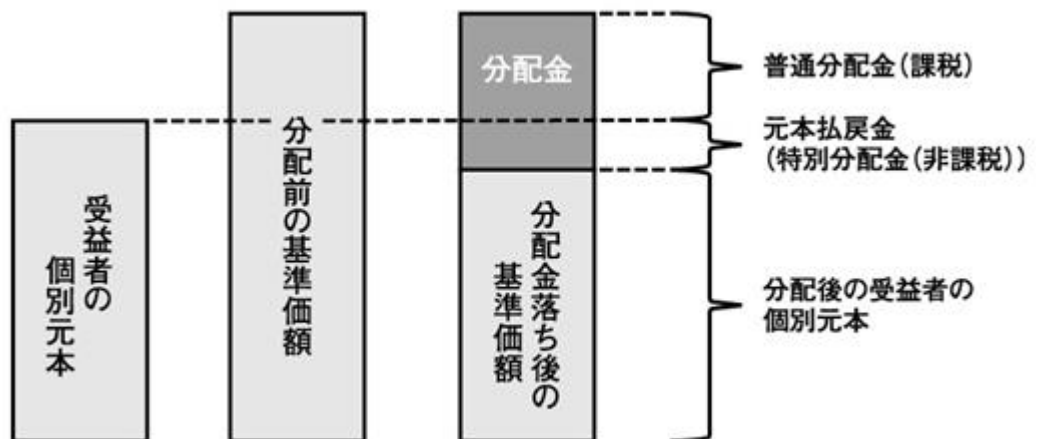 受益者の
個別元本
分配前の基準価額
分配金
分配金落ち後の
基準価額
普通分配金（課税）
元本払戻金
（特別分配金（非課税））
分配後の受益者の
個別元本